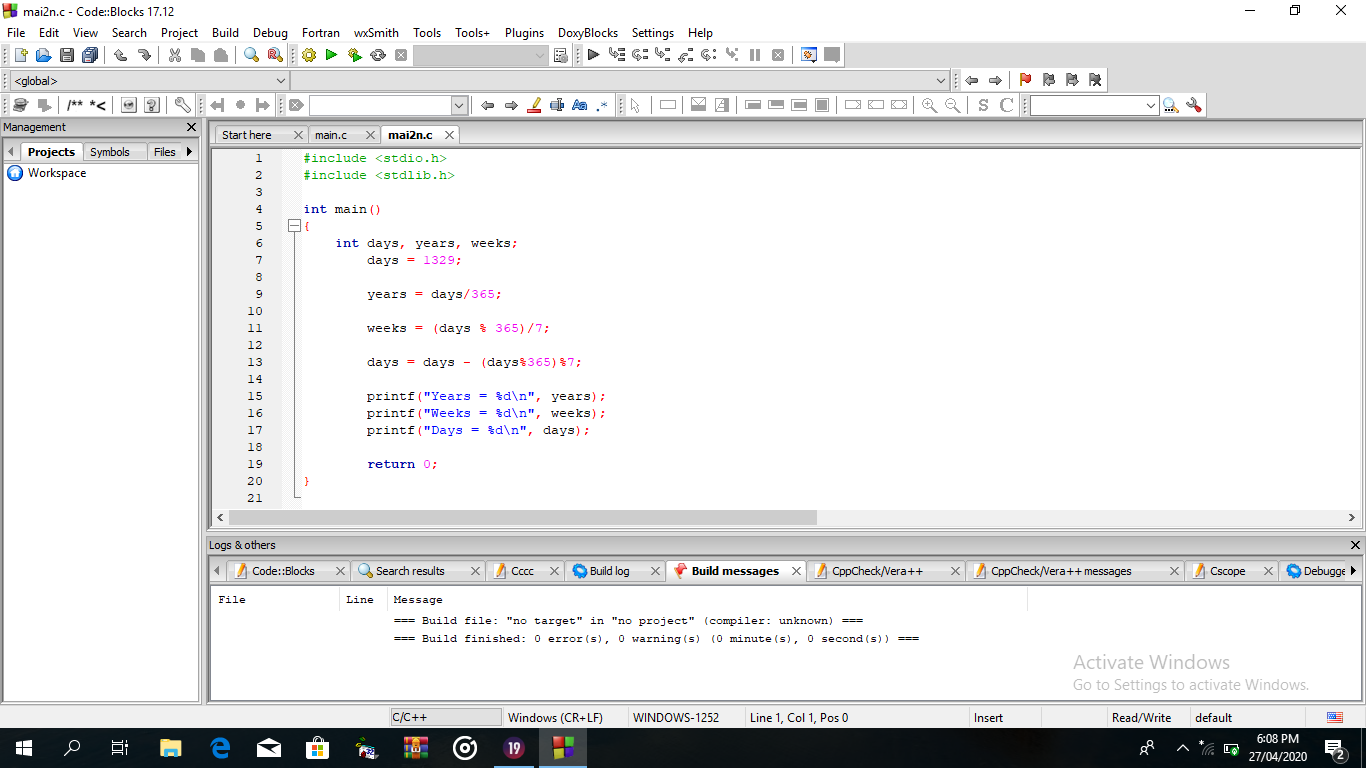 mai2n.c - Code::Blocks 17.12
File Edit View Search Project Build Debug Fortran wxSmith Tools Tools+ Plugins DoxyBlocks Settings Help
<global>
/** *<
Aa .*
S C
Management
Start here main.c mai2n.c
Projects Symbols Files
Workspace
1 #include <stdio.h>
2 #include <stdlib.h>
3
4 int main()
5 {
6 int days, years, weeks;
7 days = 1329;
8
9 years = days/365;
10
11 weeks = (days % 365)/7;
12
13 days = days - (days%365)%7;
14
15 printf("Years = %d\n", years);
16 printf("Weeks = %d\n", weeks);
17 printf("Days = %d\n", days);
18
19 return 0;
20 }
21
Logs & others
Code::Blocks Search results Cccc Build log Build messages CppCheck/Vera++ CppCheck/Vera++ messages Cscope Debugge
File Line Message
=== Build file: "no target" in "no project" (compiler: unknown) ===
=== Build finished: 0 error(s), 0 warning(s) (0 minute(s), 0 second(s)) ===
Activate Windows
Go to Settings to activate Windows.
C/C++ Windows (CR+LF) WINDOWS-1252 Line 1, Col 1, Pos 0 Insert Read/Write default
19
6:08 PM
27/04/2020
2